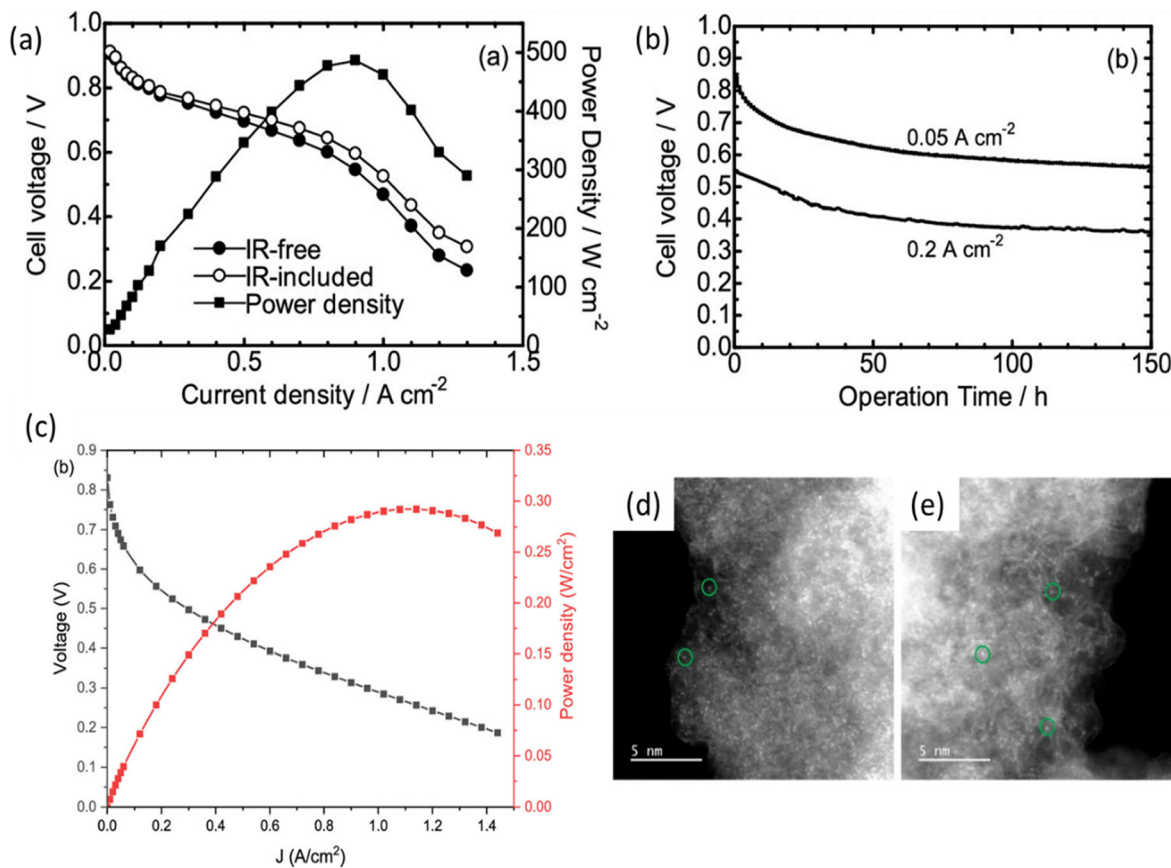 (a)
(a)
1.0
0.8
0.6
0.4
0.2
0.0
Cell voltage / V
500
400
300
200
100
0
Power Density / W cm⁻²
IR-free
IR-included
Power density
0.0 0.5 1.0 1.5
Current density / A cm⁻²
(b)
(b)
1.0
0.9
0.8
0.7
0.6
0.5
0.4
0.3
0.2
0.1
0.0
Cell voltage / V
0.05 A cm⁻²
0.2 A cm⁻²
0 50 100 150
Operation Time / h
(c)
(b)
0.9
0.8
0.7
0.6
0.5
0.4
0.3
0.2
0.1
0.0
Voltage (V)
0.35
0.30
0.25
0.20
0.15
0.10
0.05
0.00
Power density (W/cm²)
0.0 0.2 0.4 0.6 0.8 1.0 1.2 1.4
J (A/cm²)
(d)
5 nm
(e)
5 nm